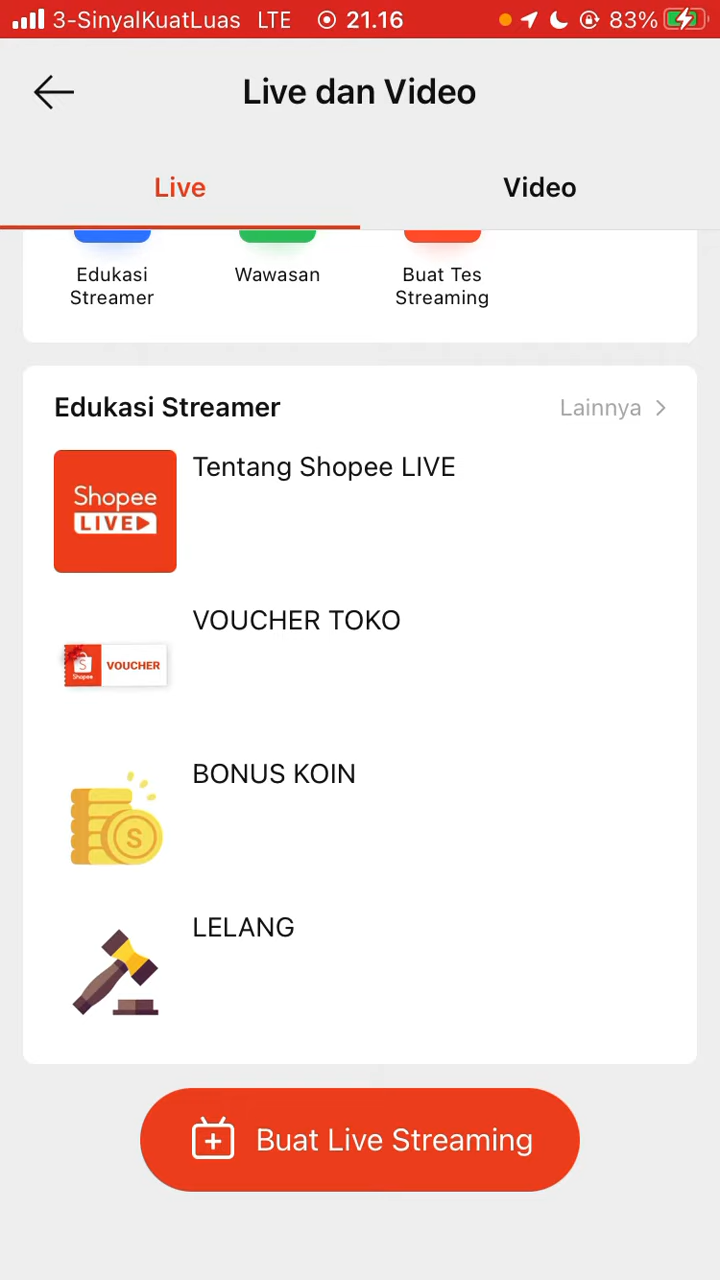 3-SinyalKuatLuas LTE 21.16 83%
Live dan Video
Live Video
Edukasi Streamer
Wawasan
Buat Tes Streaming
Edukasi Streamer Lainnya
Shopee
LIVE
Tentang Shopee LIVE
VOUCHER TOKO
S
Shopee
VOUCHER
BONUS KOIN
S
LELANG
Buat Live Streaming